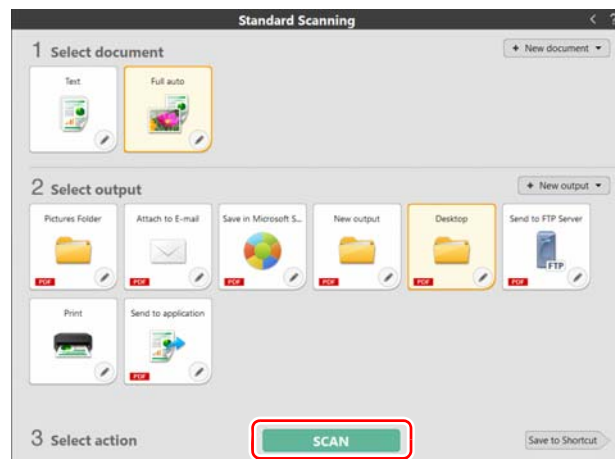 Standard Scanning
1 Select document
+ New document
Text
Full auto
2 Select output
+ New output
Pictures Folder
Attach to E-mail
Save in Microsoft S...
New output
Desktop
Send to FTP Server
PDF
PDF
PDF
PDF
PDF
FTP
PDF
Print
Send to application
PDF
3 Select action
SCAN
Save to Shortcut